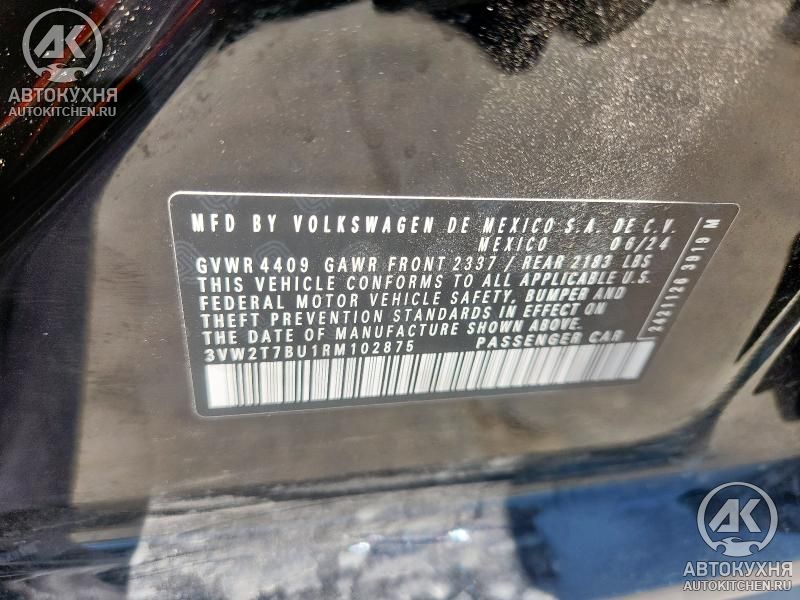 AK
АВТОКУХНЯ
AUTOKITCHEN.RU
MFD BY VOLKSWAGEN DE MEXICO S.A. DE C.V.
MEXICO 06/24
GVWR 4409 GAWR FRONT 2337 / REAR 2183 LBS
THIS VEHICLE CONFORMS TO ALL APPLICABLE U.S.
FEDERAL MOTOR VEHICLE SAFETY, BUMPER AND
THEFT PREVENTION STANDARDS IN EFFECT ON
THE DATE OF MANUFACTURE SHOWN ABOVE.
3VW2T7BU1RM102875 PASSENGER CAR
3919 M
AK
АВТОКУХНЯ
AUTOKITCHEN.RU